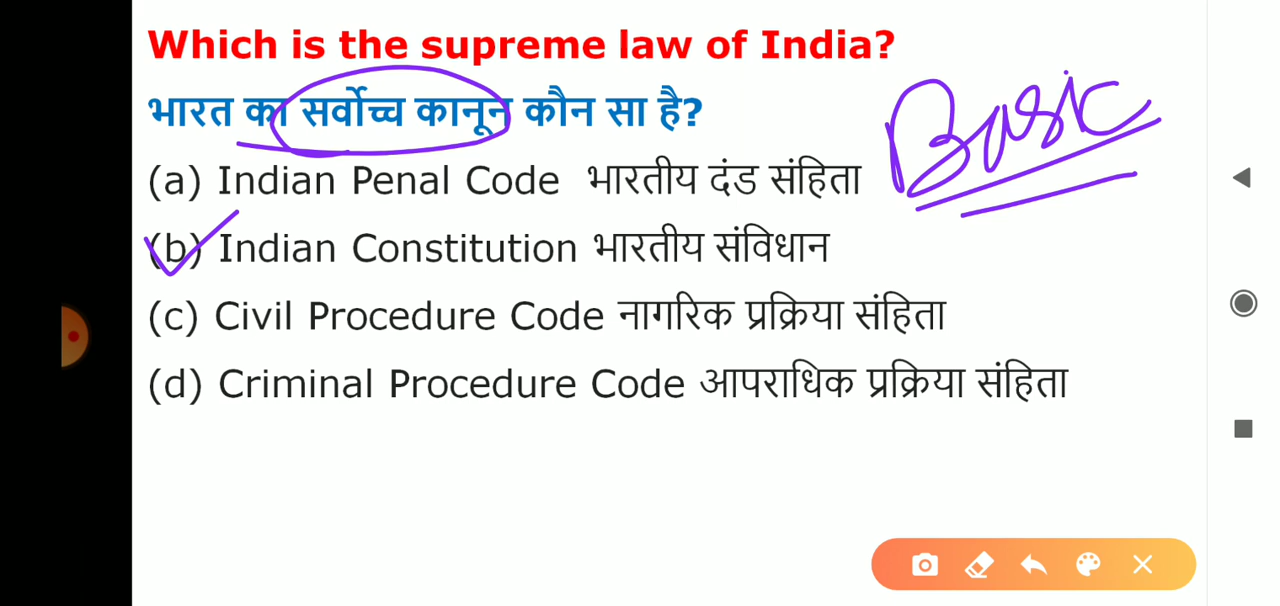 Which is the supreme law of India?
भारत का सर्वोच्च कानून कौन सा है?
Basic
(a) Indian Penal Code भारतीय दंड संहिता
(b) Indian Constitution भारतीय संविधान
(c) Civil Procedure Code नागरिक प्रक्रिया संहिता
(d) Criminal Procedure Code आपराधिक प्रक्रिया संहिता